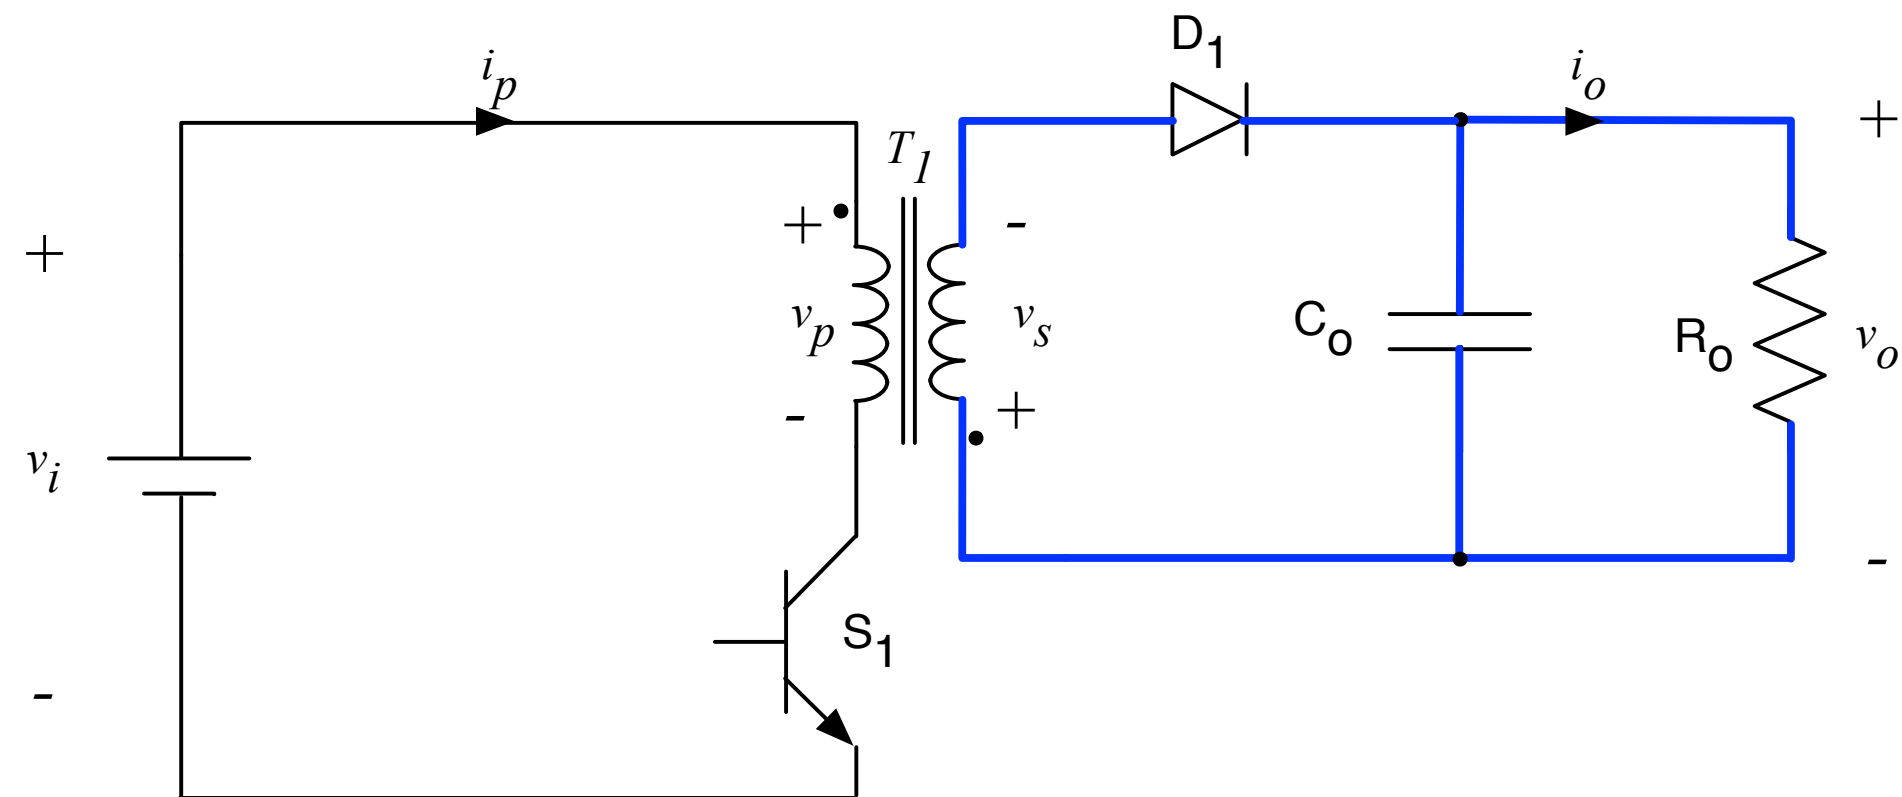 D1
ip
io
+
T1
+
-
+
vp
vs
Co
Ro
vo
-
+
vi
-
S1
-